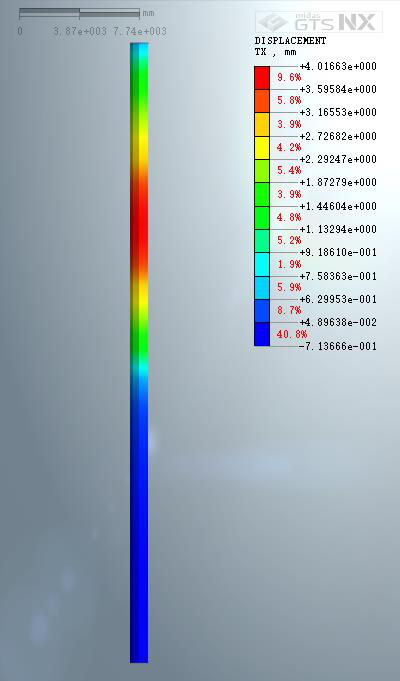 mm
0 3.87e+003 7.74e+003
midas
GTS NX
DISPLACEMENT
TX , mm
+4.01663e+000
9.6%
+3.59584e+000
5.8%
+3.16553e+000
3.9%
+2.72682e+000
4.2%
+2.29247e+000
5.4%
+1.87279e+000
3.9%
+1.44604e+000
4.8%
+1.13294e+000
5.2%
+9.18610e-001
1.9%
+7.58363e-001
5.9%
+6.29953e-001
8.7%
+4.89638e-002
40.8%
-7.13666e-001